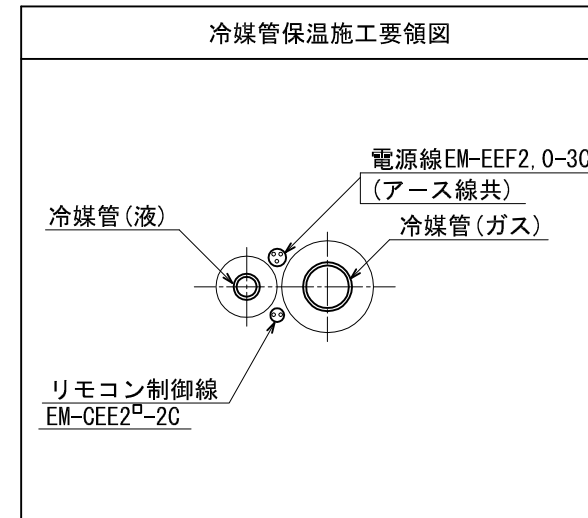 冷媒管保温施工要領図
電源線EM-EEF2,0-3C
(アース線共)
冷媒管(液)
冷媒管(ガス)
リモコン制御線
EM-CEE2□-2C